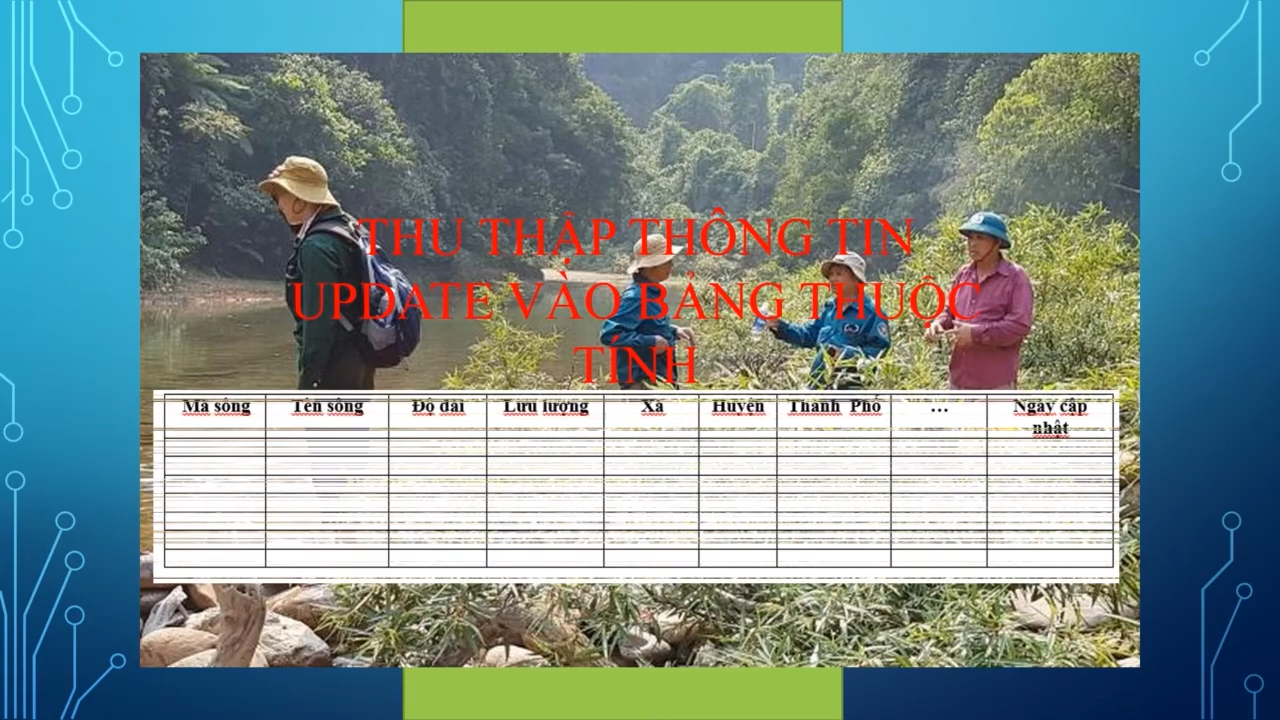 THU THẬP THÔNG TIN
UPDATE VÀO BẢNG THUỘC
TÍNH
Mã sông Tên sông Độ dài Lưu lượng Xã Huyện Thành Phố ... Ngày cập
nhật